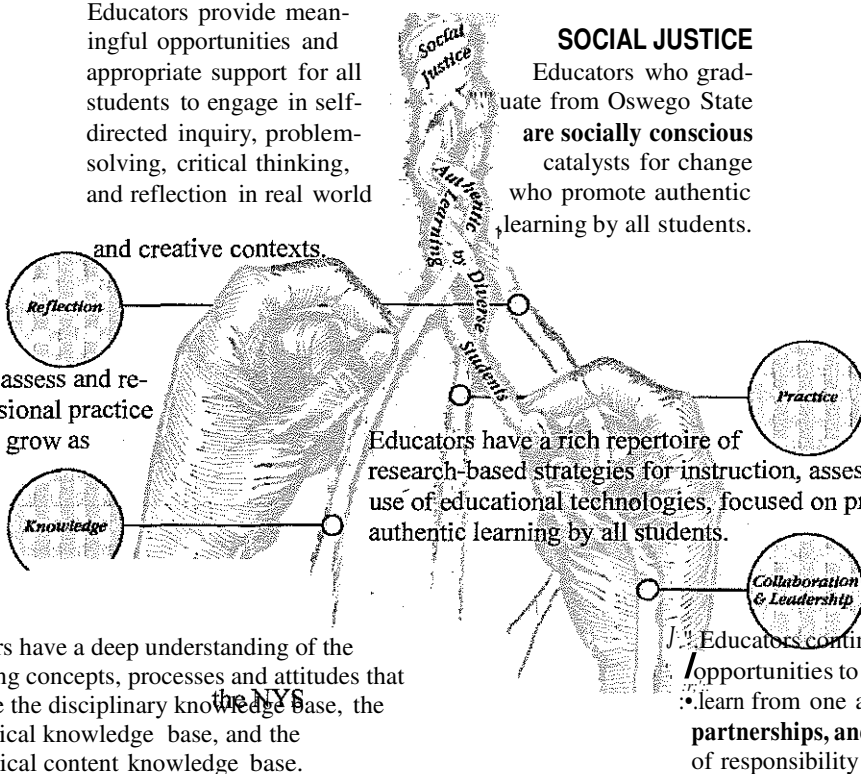 Educators provide mean-
ingful opportunities and
appropriate support for all
students to engage in self-
directed inquiry, problem-
solving, critical thinking,
and reflection in real world
and creative contexts.
Social
Justice
SOCIAL JUSTICE
Educators who grad-
uate from Oswego State
are socially conscious
catalysts for change
who promote authentic
learning by all students.
Authentic
Learning
by Diverse
Students
Reflection
assess and re-
sional practice
grow as
Practice
Educators have a rich repertoire of
research-based strategies for instruction, asses
use of educational technologies, focused on pr
authentic learning by all students.
Knowledge
Collaboration
& Leadership
rs have a deep understanding of the
ng concepts, processes and attitudes that
e the disciplinary knowledge base, the
the NYS
ical knowledge base, and the
ical content knowledge base.
Educators contin
opportunities to
learn from one a
partnerships, and
of responsibility